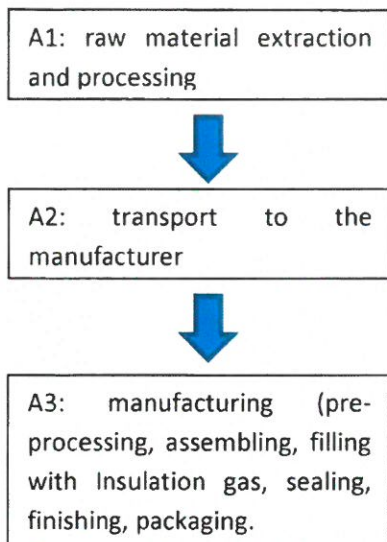 A1: raw material extraction
and processing
A2: transport to the
manufacturer
A3: manufacturing (pre-
processing, assembling, filling
with Insulation gas, sealing,
finishing, packaging.